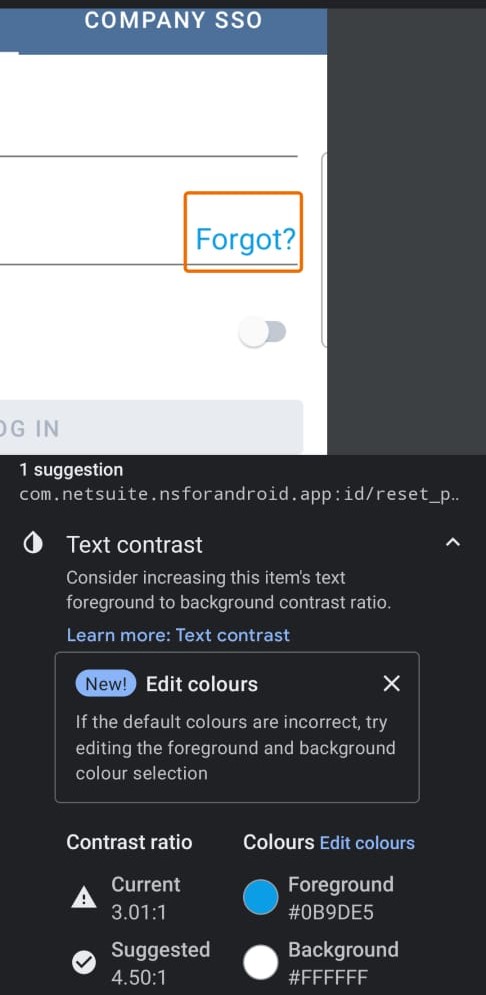 COMPANY SSO
Forgot?
OG IN
1 suggestion
com.netsuite.nsforandroid.app:id/reset_p..
Text contrast
Consider increasing this item's text
foreground to background contrast ratio.
Learn more: Text contrast
New! Edit colours
If the default colours are incorrect, try
editing the foreground and background
colour selection
Contrast ratio
Colours Edit colours
Current
3.01:1
Foreground
#0B9DE5
Suggested
4.50:1
Background
#FFFFFF